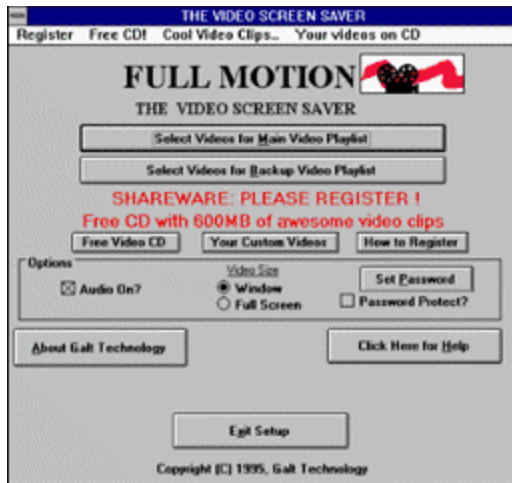 THE VIDEO SCREEN SAVER
Register Free CD! Cool Video Clips.. Your videos on CD
FULL MOTION
THE VIDEO SCREEN SAVER
Select Videos for Main Video Playlist
Select Videos for Backup Video Playlist
SHAREWARE: PLEASE REGISTER !
Free CD with 600MB of awesome video clips
Free Video CD Your Custom Videos How to Register
Options
Audio On? Video Size Set Password
Window
Full Screen Password Protect?
About Galt Technology Click Here for Help
Exit Setup
Copyright (C) 1995, Galt Technology